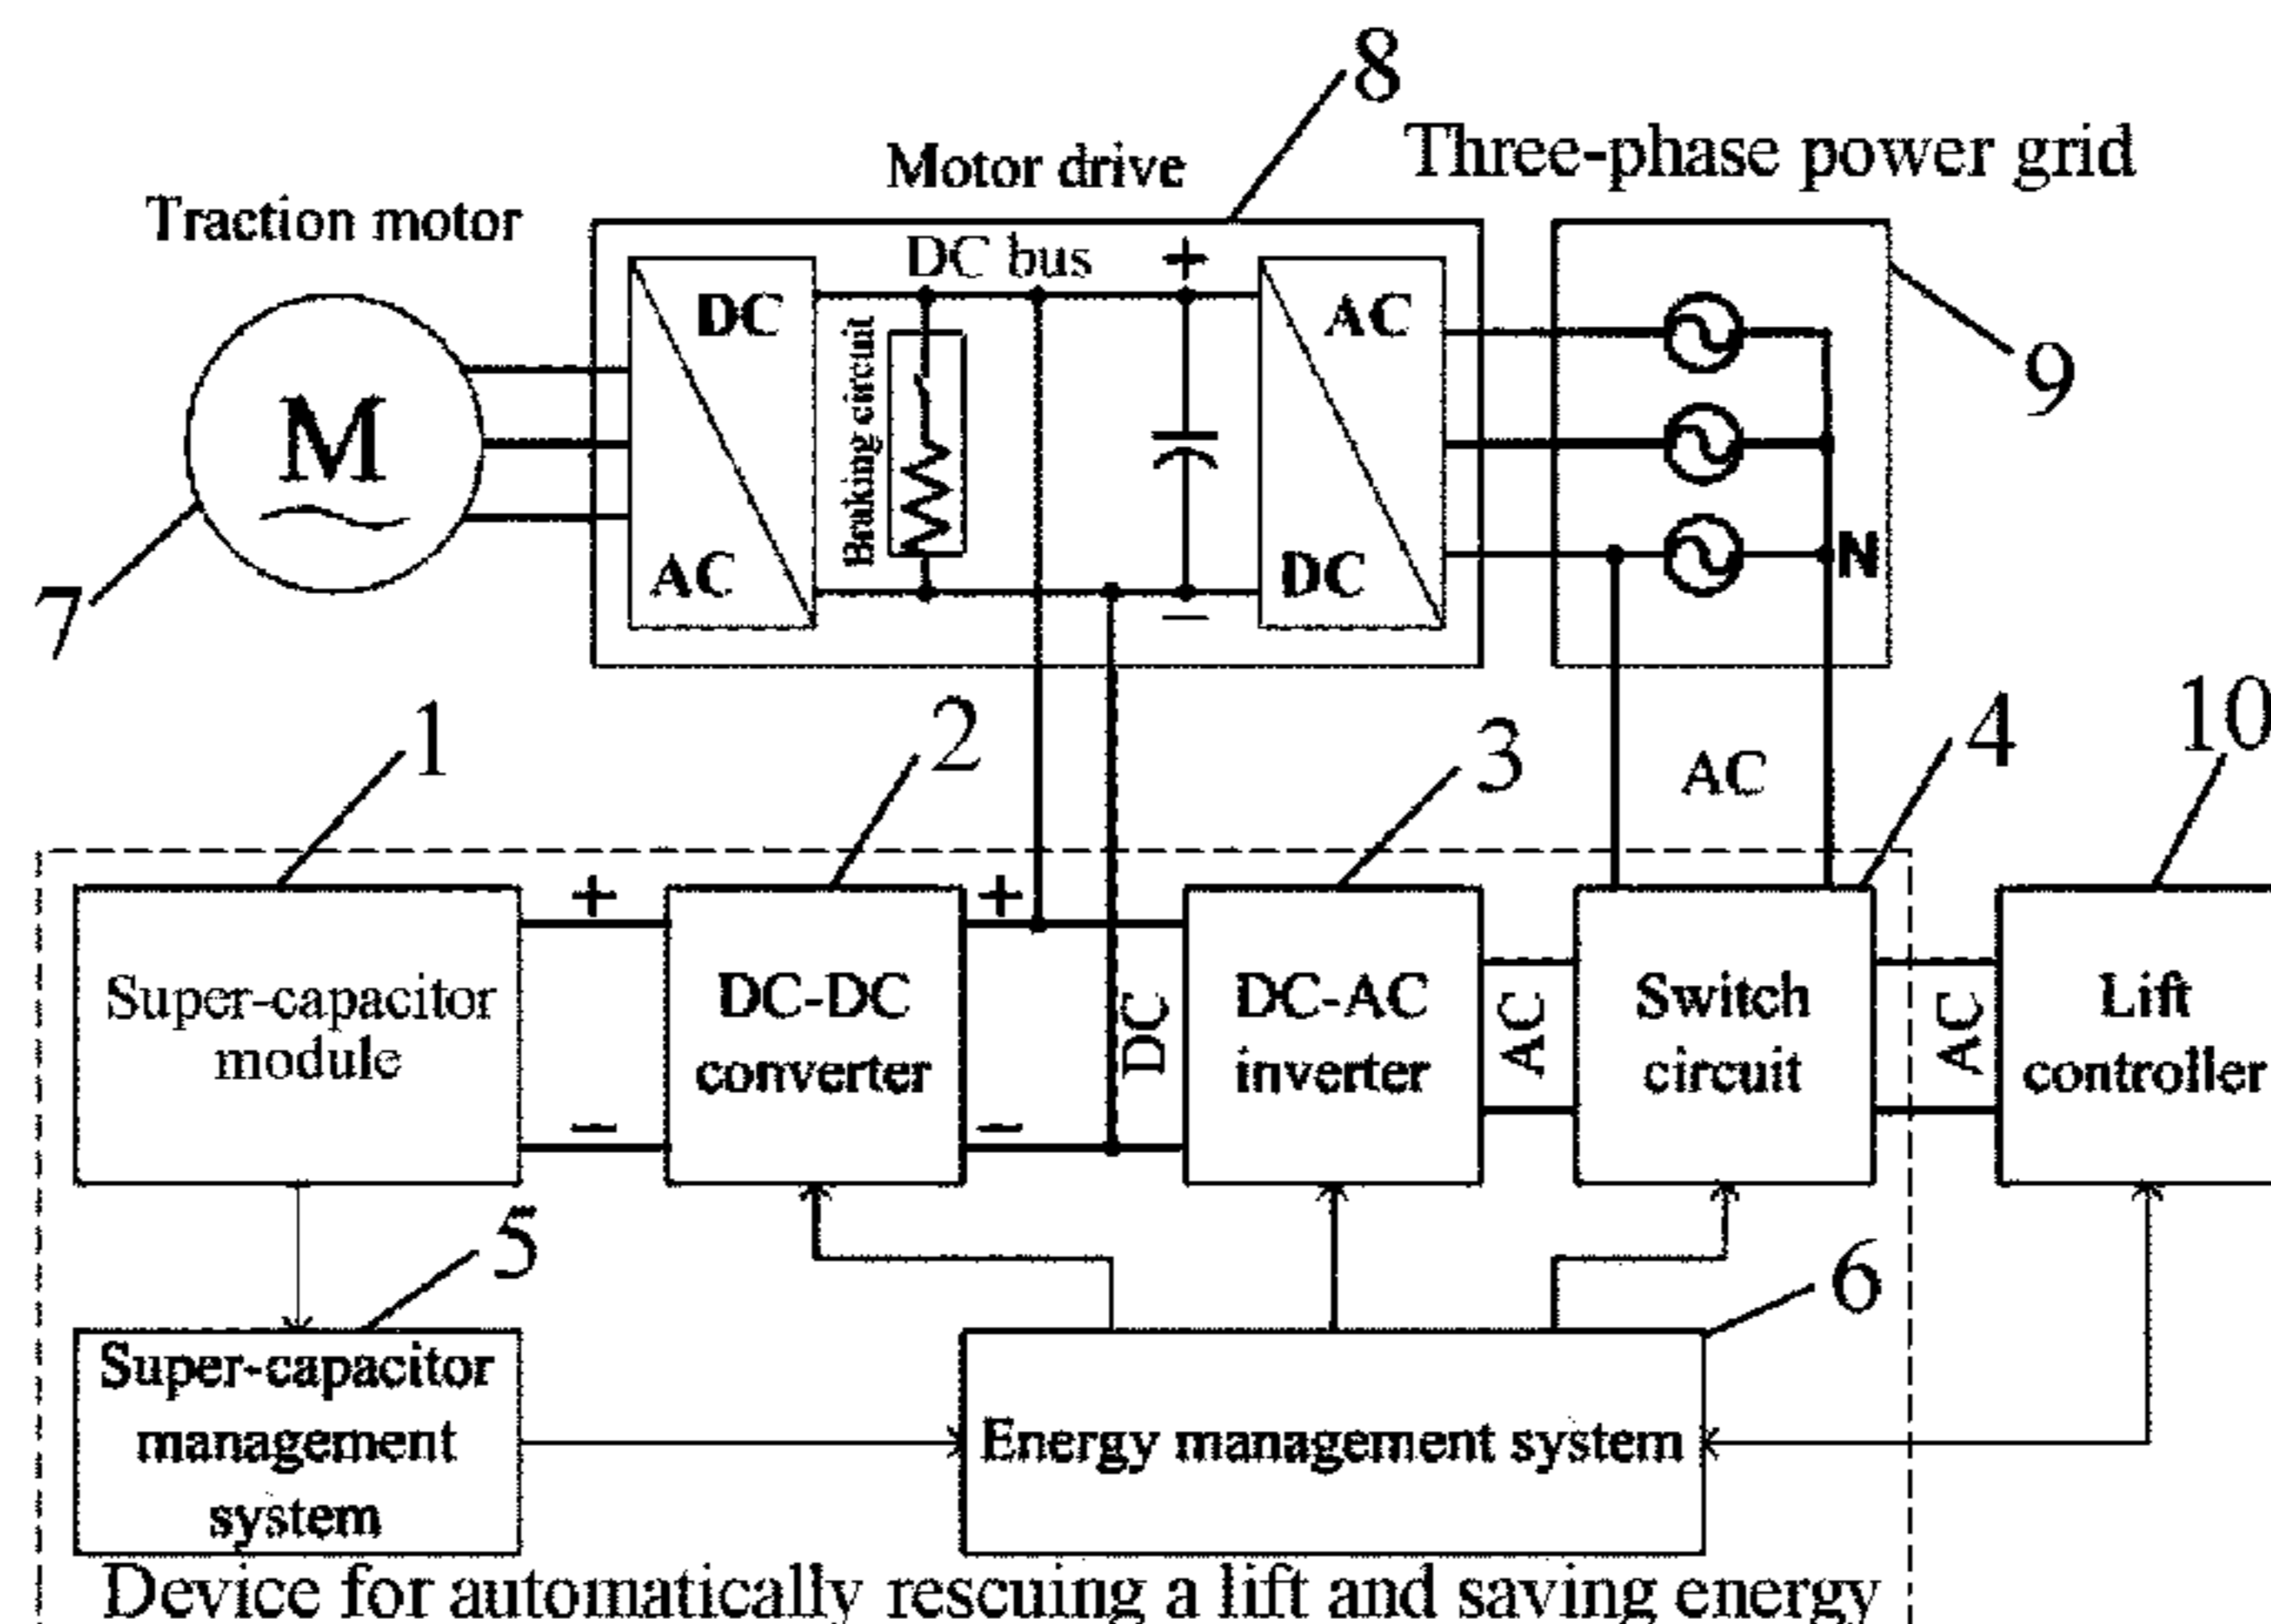 8
Three-phase power grid
Motor drive
Traction motor
DC bus
+
DC
AC
Braking circuit
9
M
AC
DC
N
7
−
1
2
3
4
10
AC
+
+
Super-capacitor
module
DC-DC
converter
DC
DC-AC
inverter
AC
Switch
circuit
AC
Lift
controller
−
−
5
6
Super-capacitor
management
system
Energy management system
Device for automatically rescuing a lift and saving energy